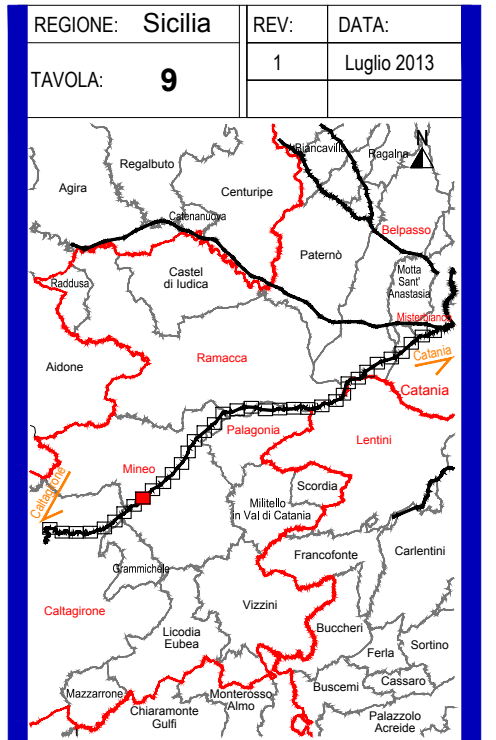 REGIONE: Sicilia
REV:
DATA:
TAVOLA: 9
1
Luglio 2013
N
Biancavilla
Ragalna
Regalbuto
Agira
Centuripe
Catenanuova
Belpasso
Paternò
Motta
Sant'
Anastasia
Castel
di Iudica
Raddusa
Misterbianco
Catania
Aidone
Ramacca
Catania
Palagonia
Lentini
Mineo
Scordia
Caltagirone
Militello
in Val di Catania
Francofonte
Carlentini
Grammichele
Caltagirone
Vizzini
Buccheri
Licodia
Eubea
Ferla
Sortino
Cassaro
Buscemi
Mazzarrone
Monterosso
Almo
Chiaramonte
Gulfi
Palazzolo
Acreide